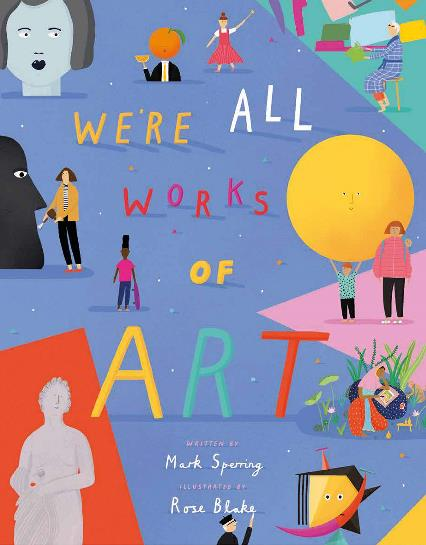 WE'RE ALL
WORKS
OF
ART
WRITTEN BY
Mark Sperring
ILLUSTRATED BY
Rose Blake